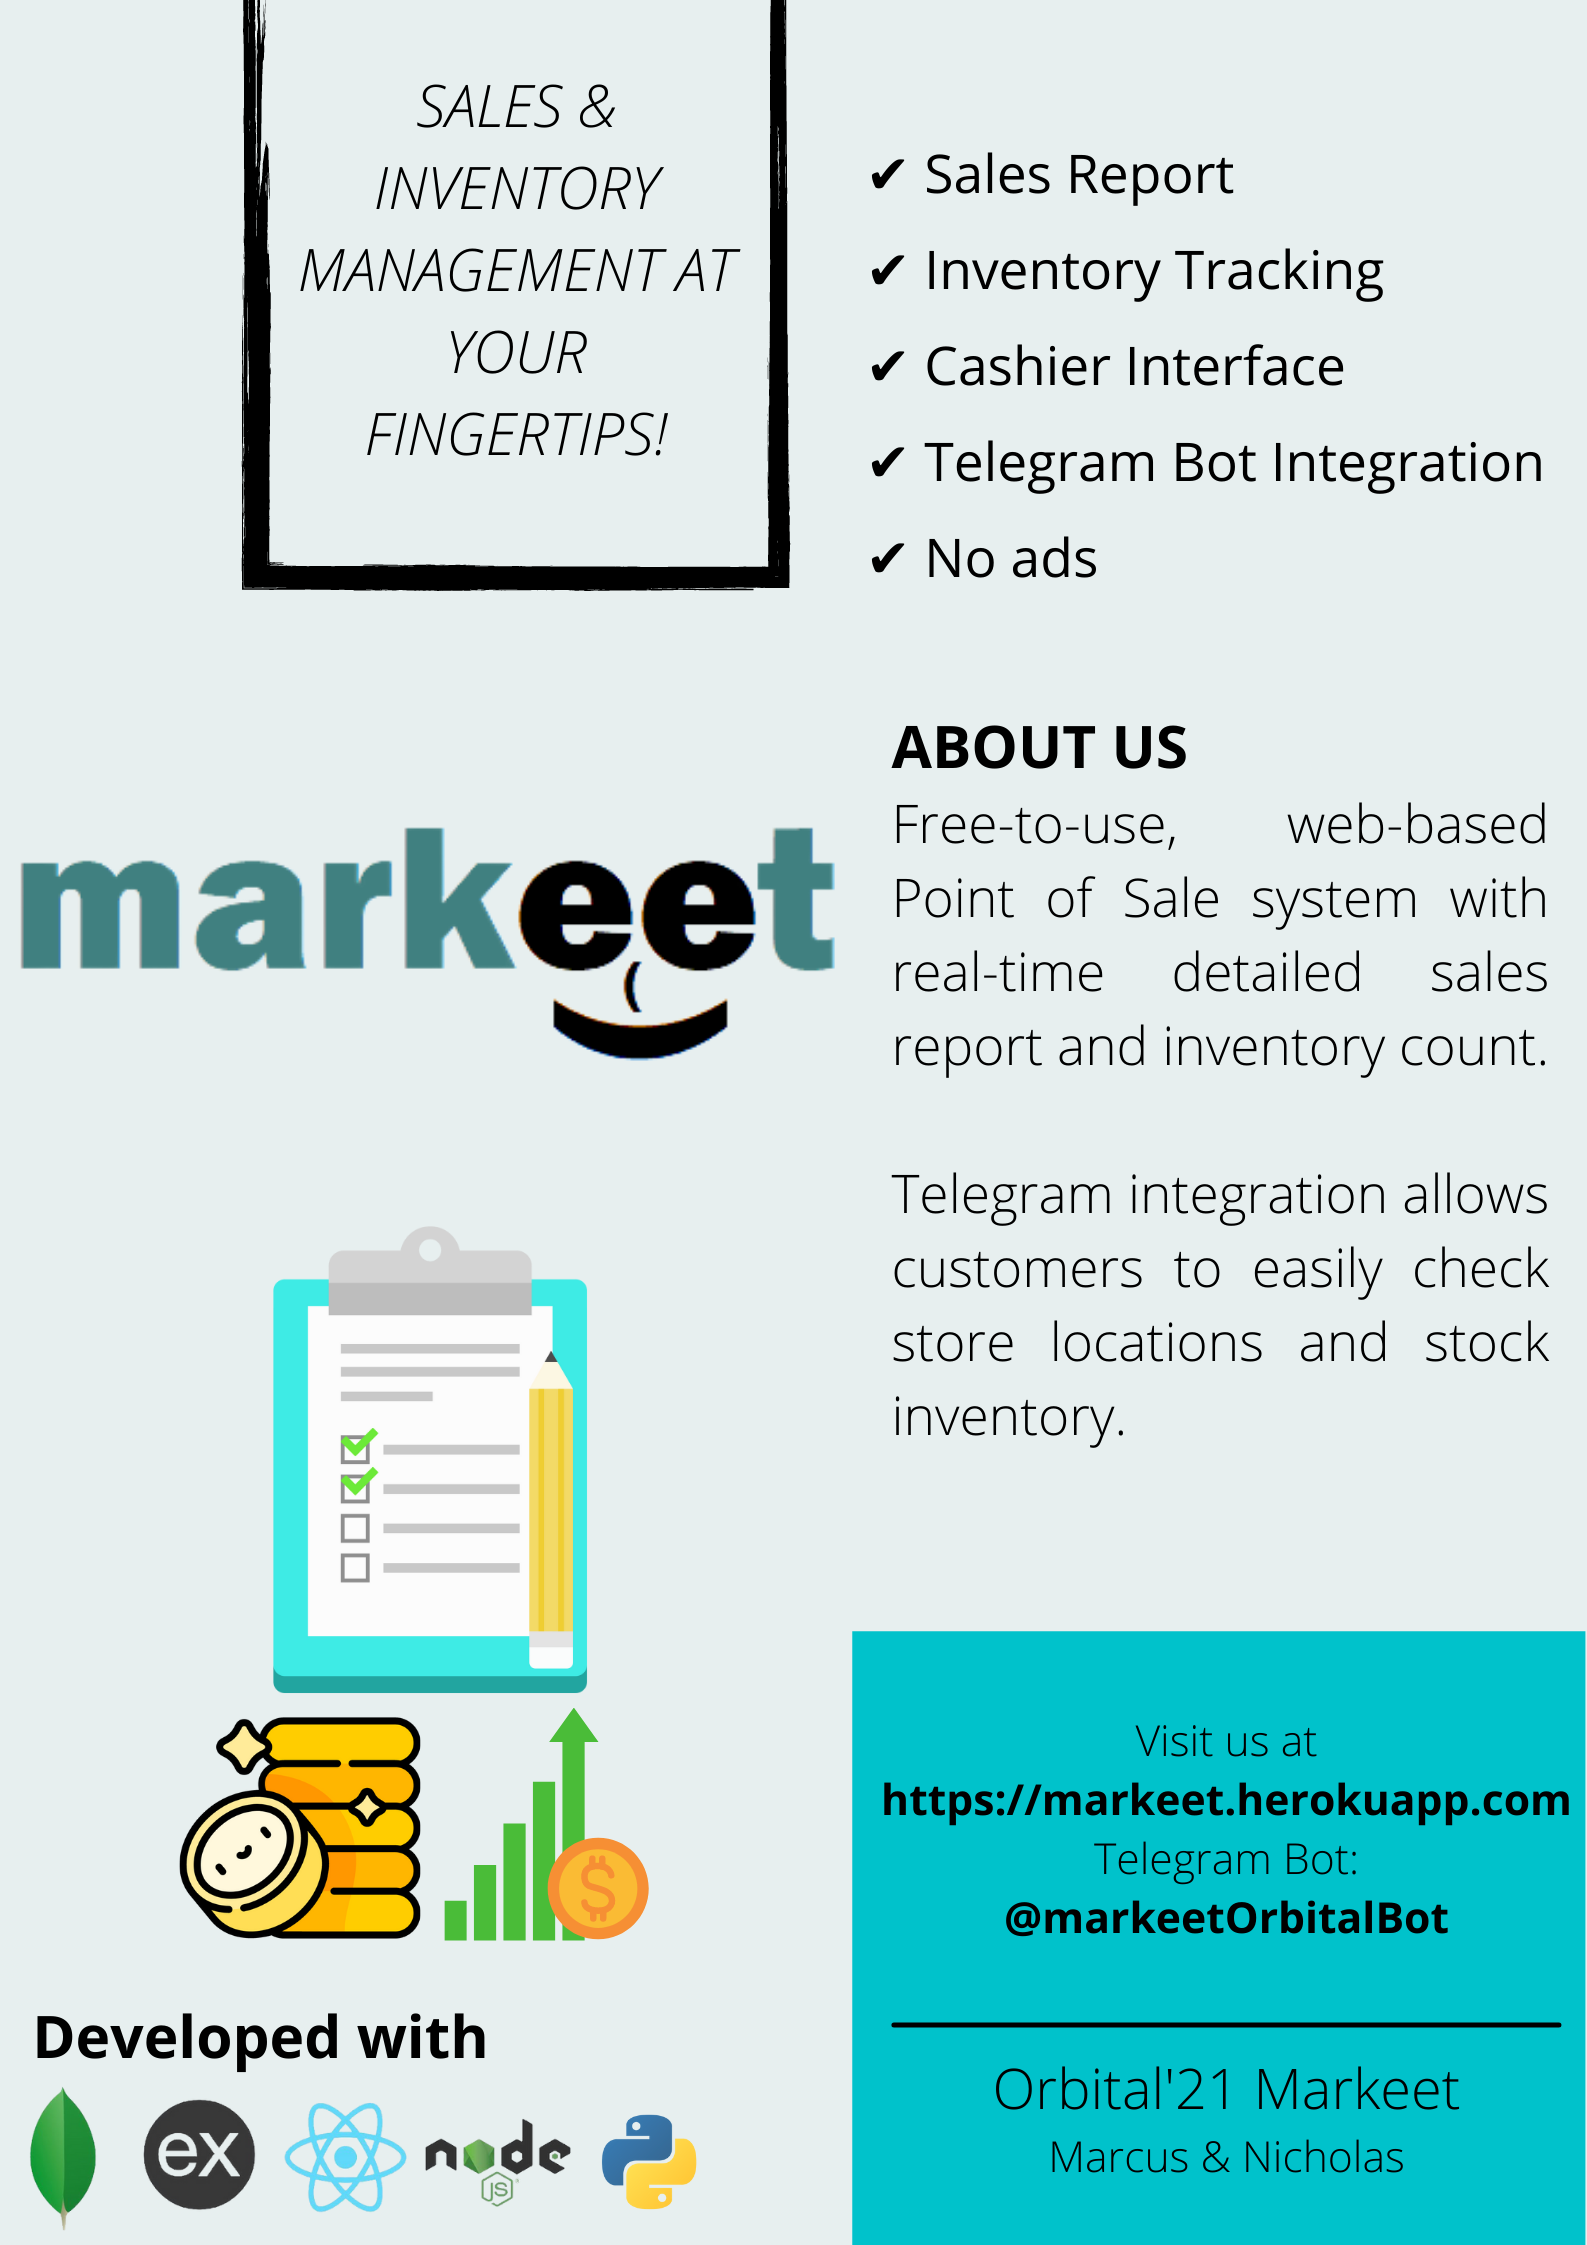 SALES &
INVENTORY
MANAGEMENT AT
YOUR
FINGERTIPS!
✔ Sales Report
✔ Inventory Tracking
✔ Cashier Interface
✔ Telegram Bot Integration
✔ No ads
markeet
ABOUT US
Free-to-use, web-based
Point of Sale system with
real-time detailed sales
report and inventory count.
Telegram integration allows
customers to easily check
store locations and stock
inventory.
$
Developed with
ex
node
JS
Visit us at
https://markeet.herokuapp.com
Telegram Bot:
@markeetOrbitalBot
Orbital'21 Markeet
Marcus & Nicholas